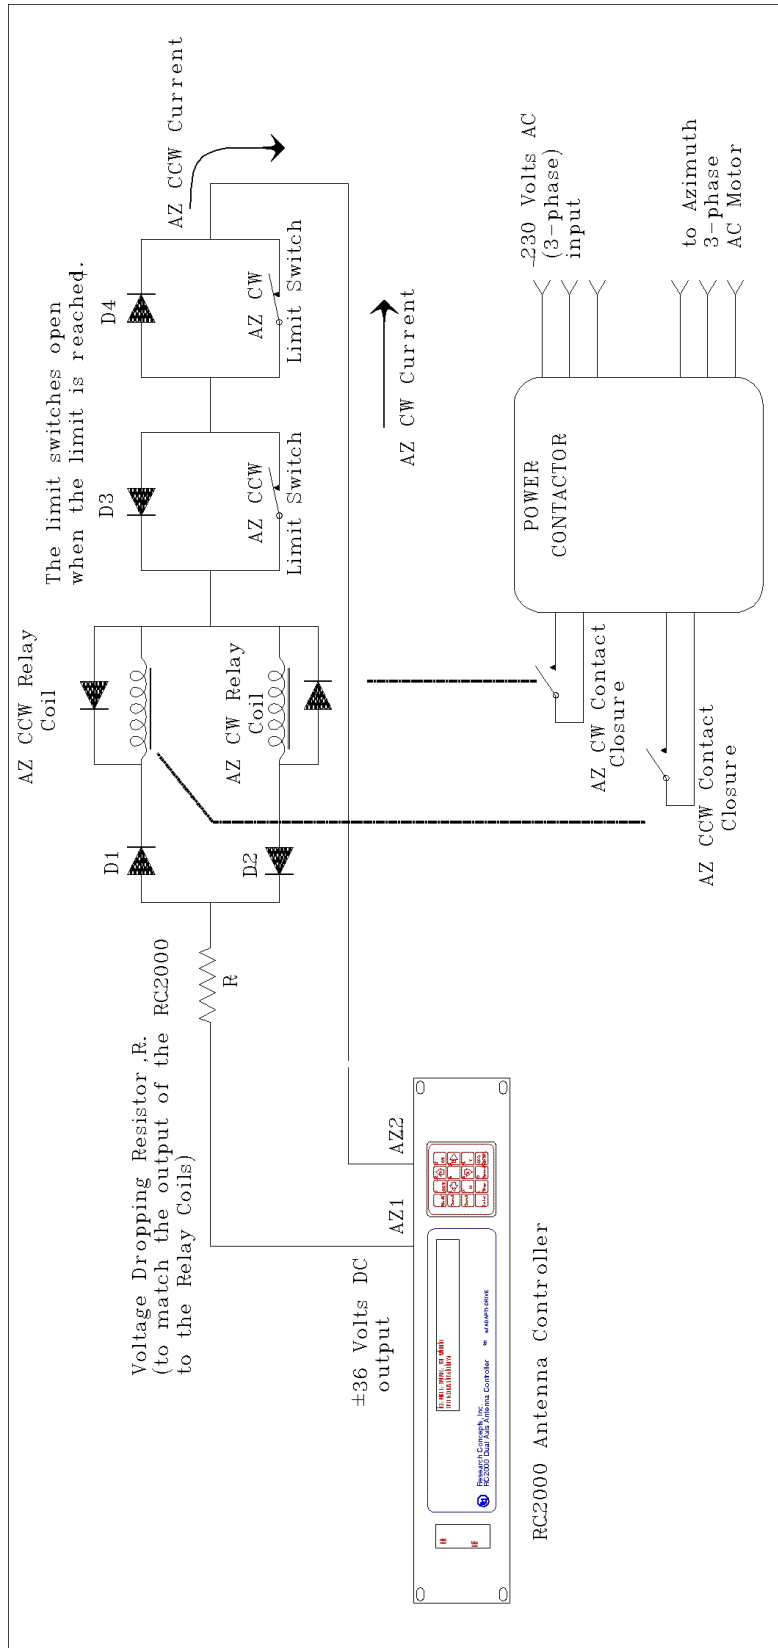 The limit switches open
when the limit is reached.
AZ CCW Current
D4
AZ CW
Limit Switch
D3
AZ CCW
Limit Switch
AZ CW Current
AZ CCW Relay
Coil
AZ CW Relay
Coil
D1
D2
R
Voltage Dropping Resistor ,R.
(to match the output of the RC2000
to the Relay Coils)
±36 Volts DC
output
AZ1
AZ2
Research Concepts, Inc.
RC2000 Dual Axis Antenna Controller
w/ADAPTI-DRIVE
RC2000 Antenna Controller
230 Volts AC
(3-phase)
input
to Azimuth
3-phase
AC Motor
POWER
CONTACTOR
AZ CW Contact
Closure
AZ CCW Contact
Closure